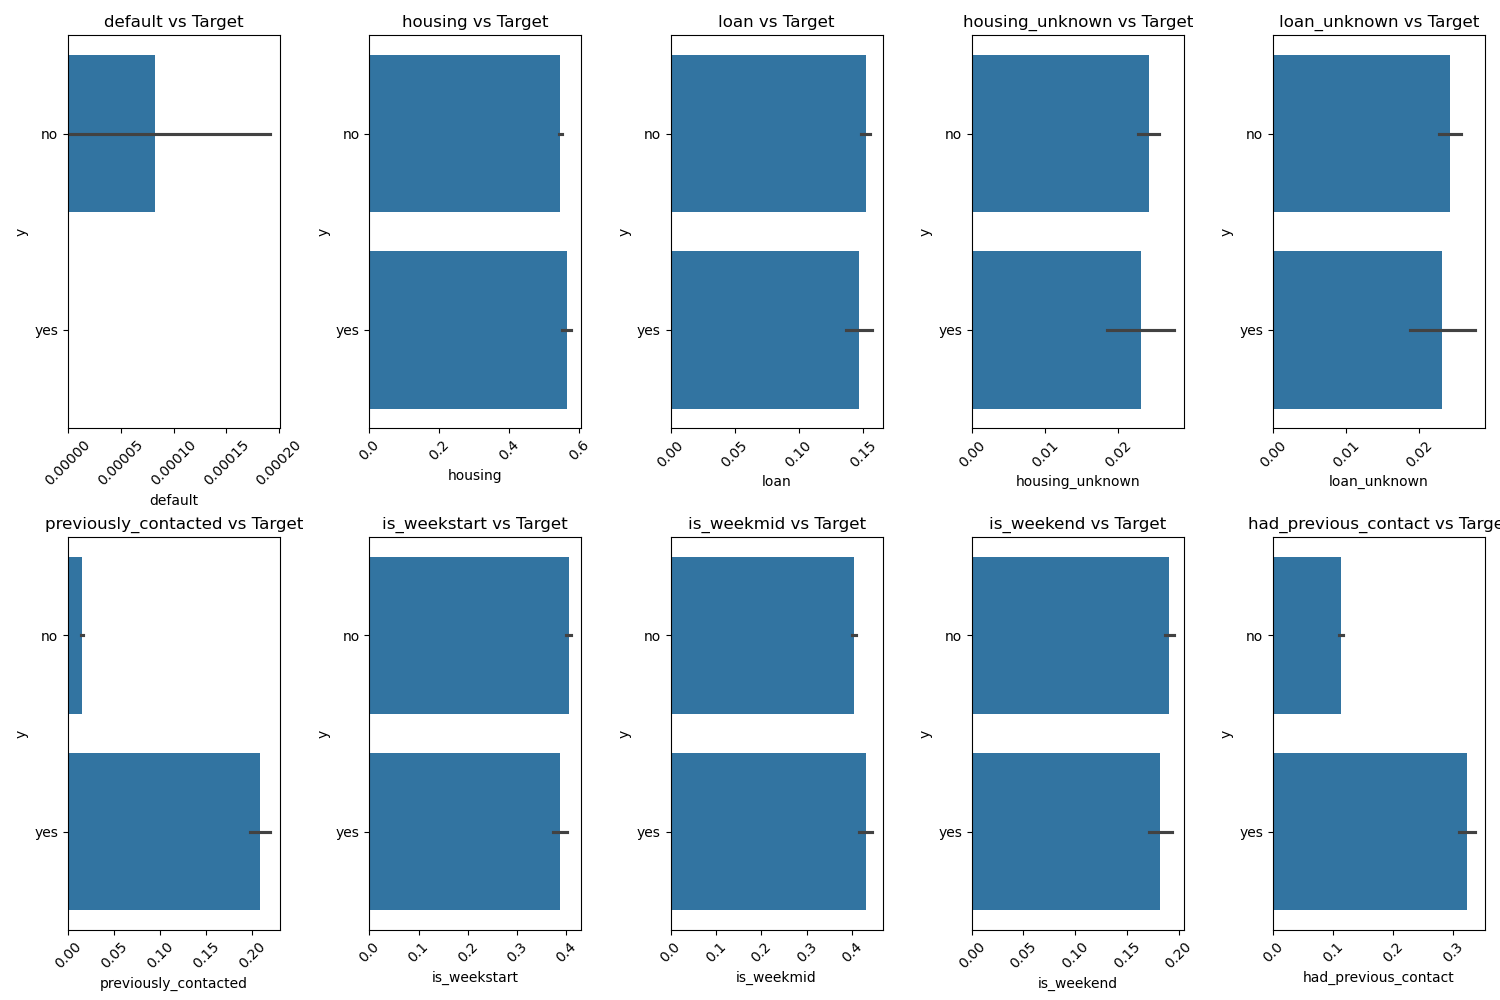 default vs Target
no
y
yes
0.00000
0.00005
0.00010
0.00015
0.00020
default
housing vs Target
no
y
yes
0.0
0.2
0.4
0.6
housing
loan vs Target
no
y
yes
0.00
0.05
0.10
0.15
loan
housing_unknown vs Target
no
y
yes
0.00
0.01
0.02
housing_unknown
loan_unknown vs Target
no
y
yes
0.00
0.01
0.02
loan_unknown
previously_contacted vs Target
no
y
yes
0.00
0.05
0.10
0.15
0.20
previously_contacted
is_weekstart vs Target
no
y
yes
0.0
0.1
0.2
0.3
0.4
is_weekstart
is_weekmid vs Target
no
y
yes
0.0
0.1
0.2
0.3
0.4
is_weekmid
is_weekend vs Target
no
y
yes
0.00
0.05
0.10
0.15
0.20
is_weekend
had_previous_contact vs Targe
no
y
yes
0.0
0.1
0.2
0.3
had_previous_contact